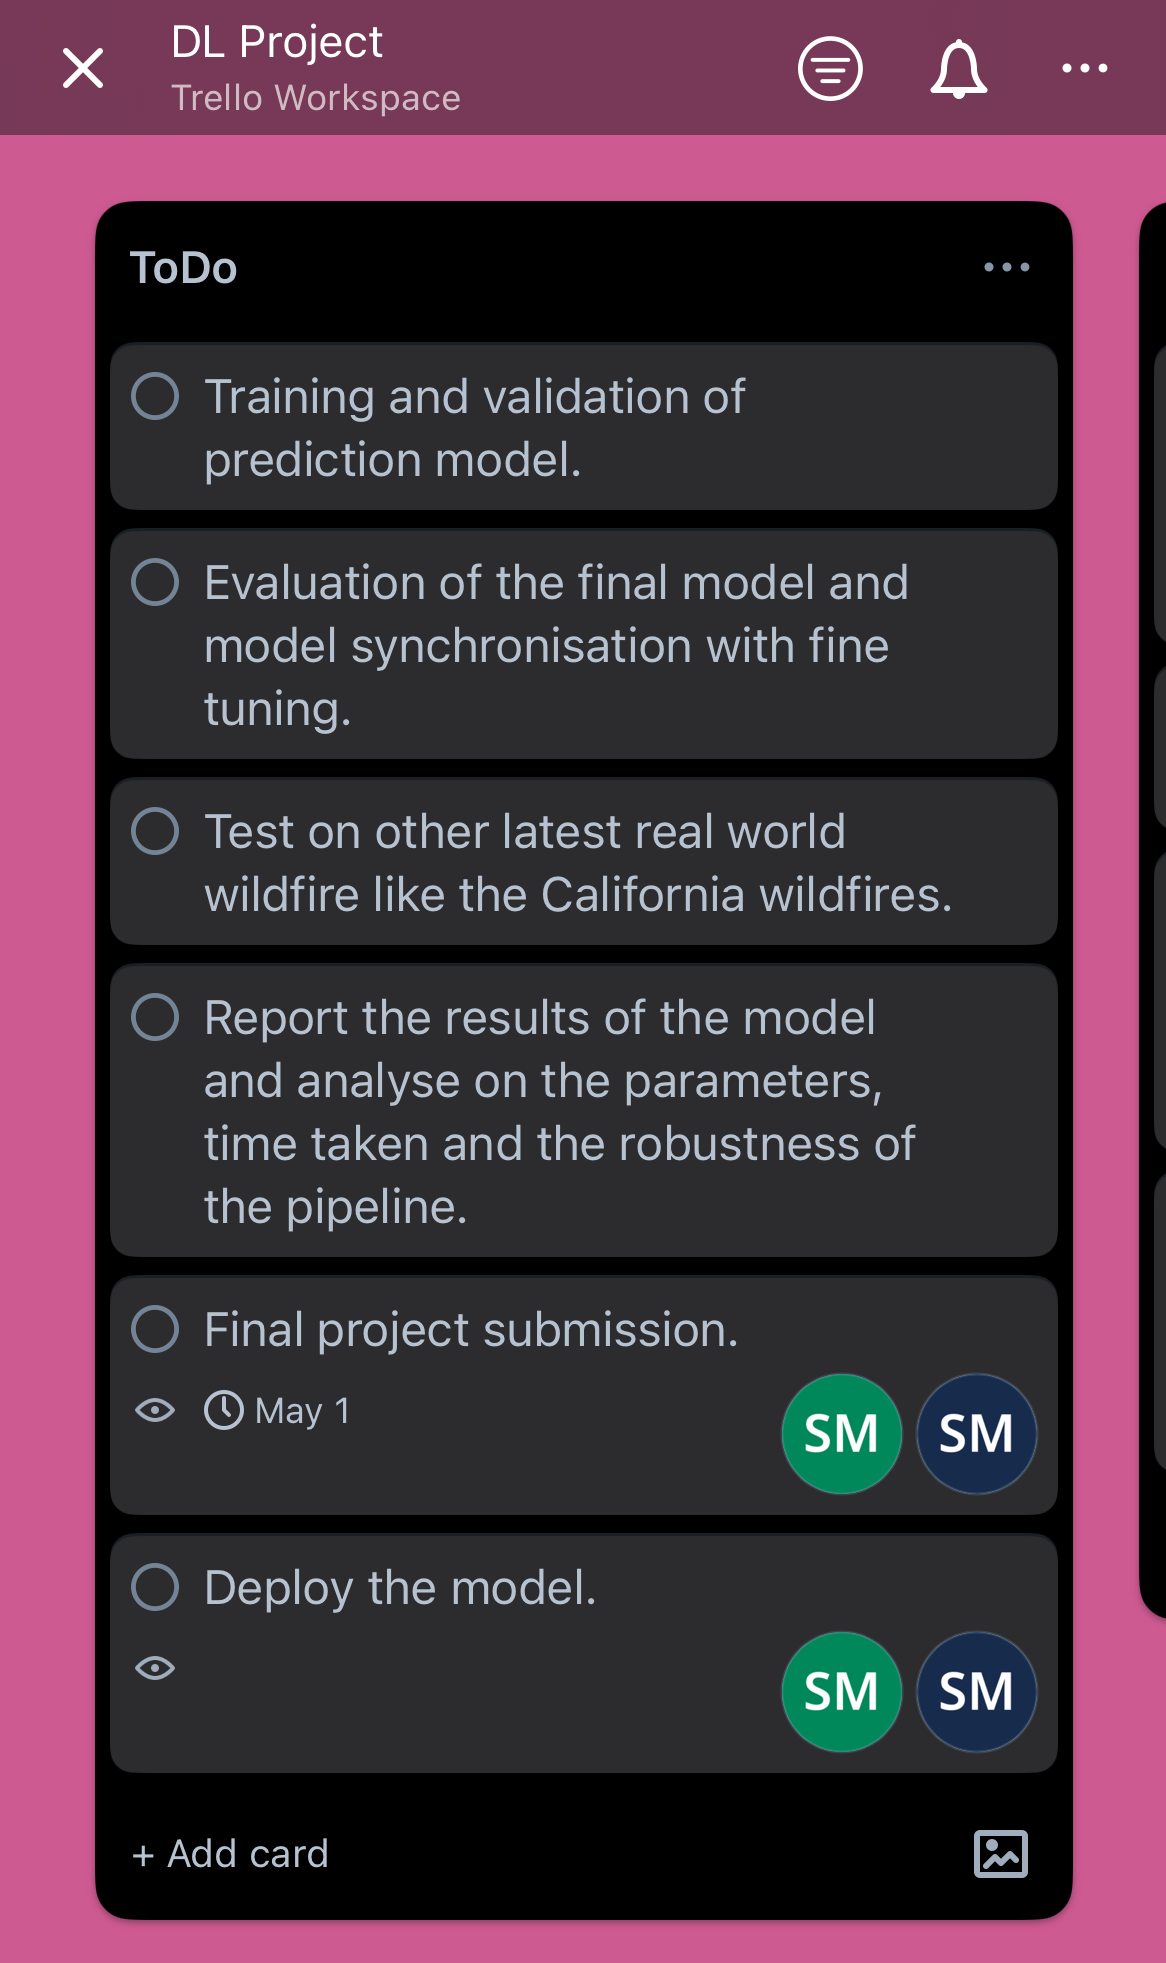 DL Project
Trello Workspace
ToDo
Training and validation of
prediction model.
Evaluation of the final model and
model synchronisation with fine
tuning.
Test on other latest real world
wildfire like the California wildfires.
Report the results of the model
and analyse on the parameters,
time taken and the robustness of
the pipeline.
Final project submission.
May 1
SM SM
Deploy the model.
SM SM
+ Add card